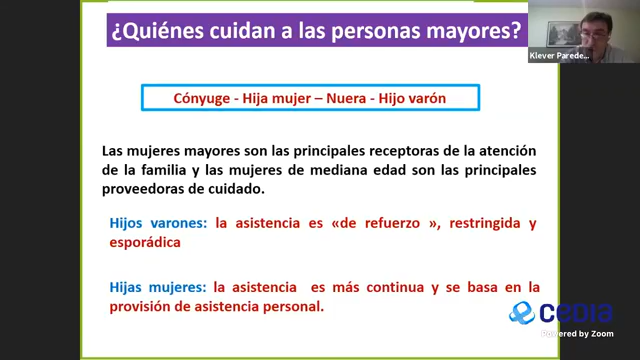 ¿Quiénes cuidan a las personas mayores?
Klever Parede...
Cónyuge - Hija mujer – Nuera - Hijo varón
Las mujeres mayores son las principales receptoras de la atención
de la familia y las mujeres de mediana edad son las principales
proveedoras de cuidado.
Hijos varones: la asistencia es «de refuerzo », restringida y
esporádica
Hijas mujeres: la asistencia es más continua y se basa en la
provisión de asistencia personal.
cedia
Powered by Zoom